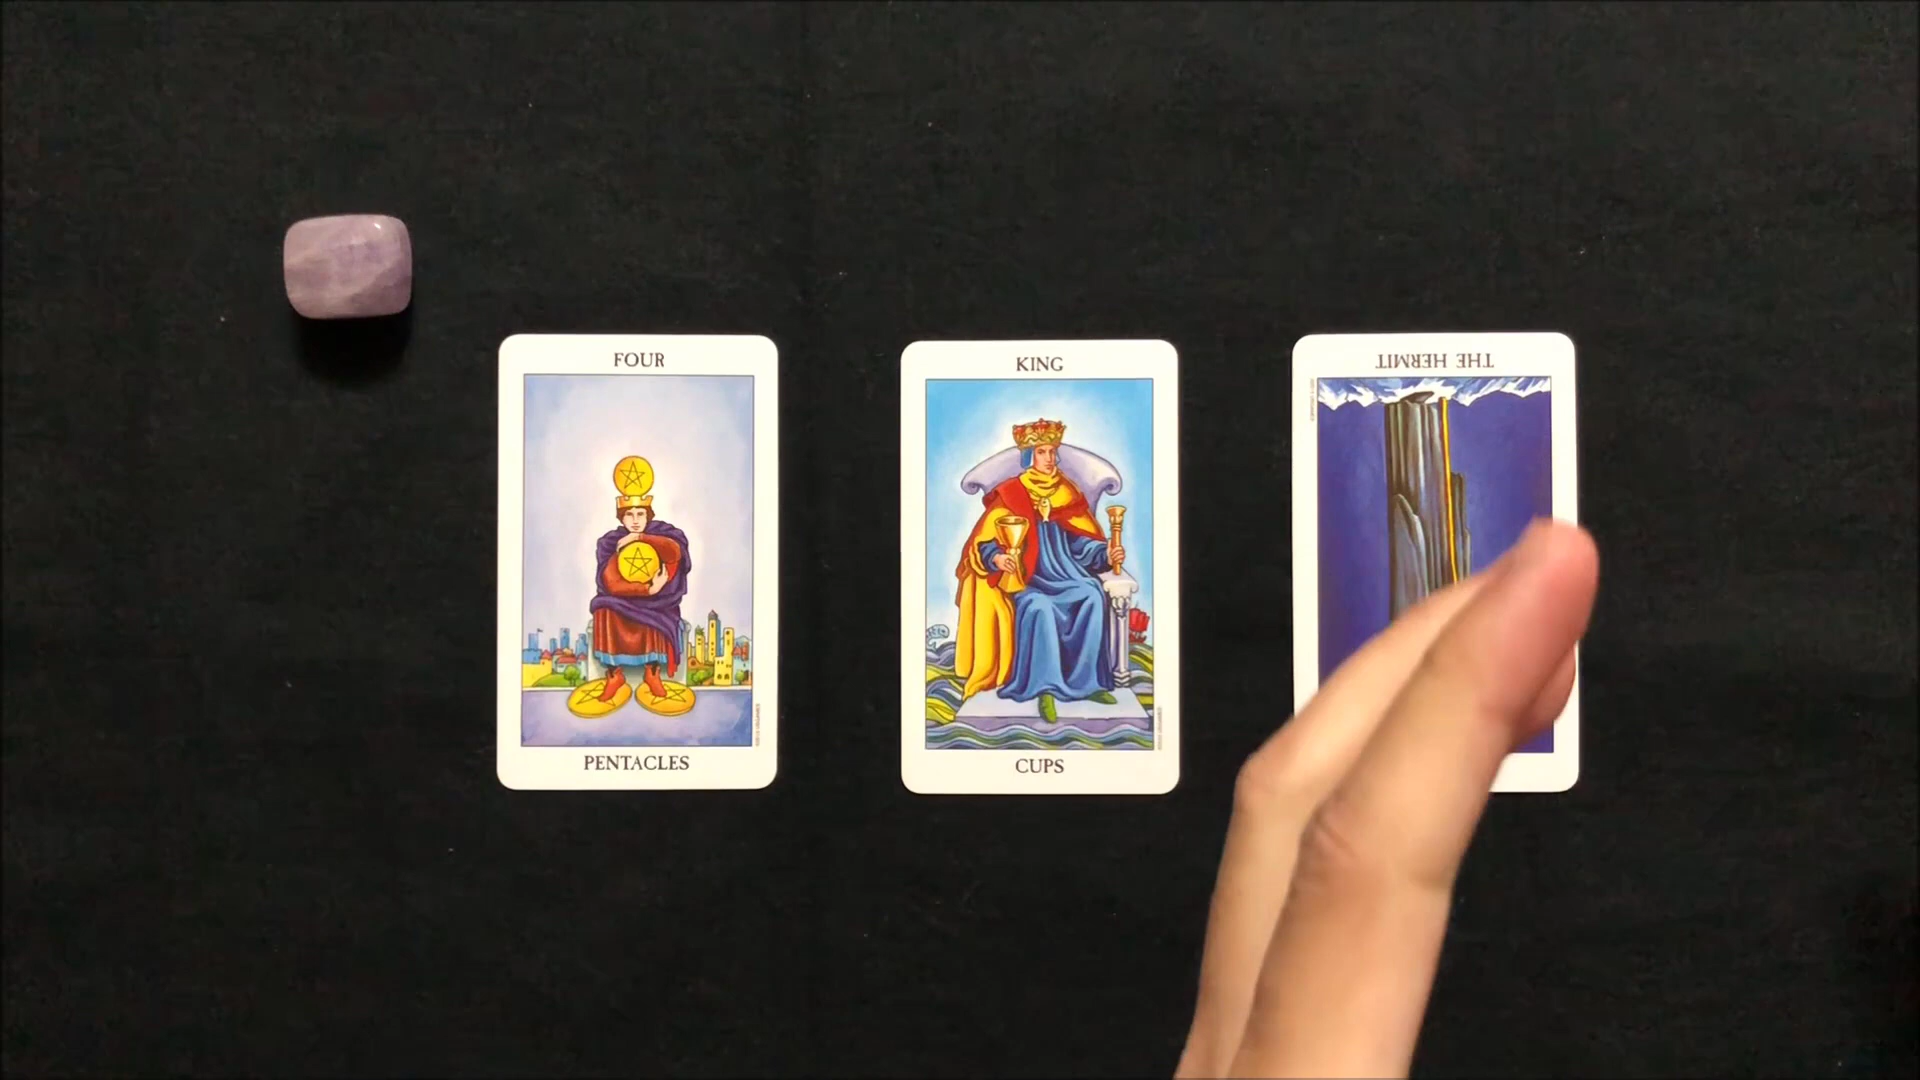 FOUR
PENTACLES
KING
CUPS
THE HERMIT